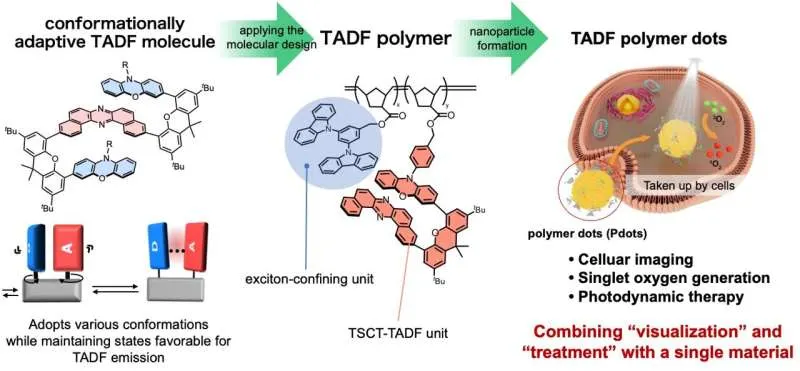 conformationally
adaptive TADF molecule
applying the
molecular design
TADF polymer
nanoparticle
formation
TADF polymer dots
R
N
O
tBu
N
N
tBu
O
O
tBu
tBu
N
R
O
D
A
D
A
Adopts various conformations
while maintaining states favorable for
TADF emission
x
y
O
O
O
O
N
N
N
O
N
N
tBu
O
tBu
exciton-confining unit
TSCT-TADF unit
³O₂
¹O₂
Taken up by cells
polymer dots (Pdots)
• Celluar imaging
• Singlet oxygen generation
• Photodynamic therapy
Combining “visualization” and
“treatment” with a single material